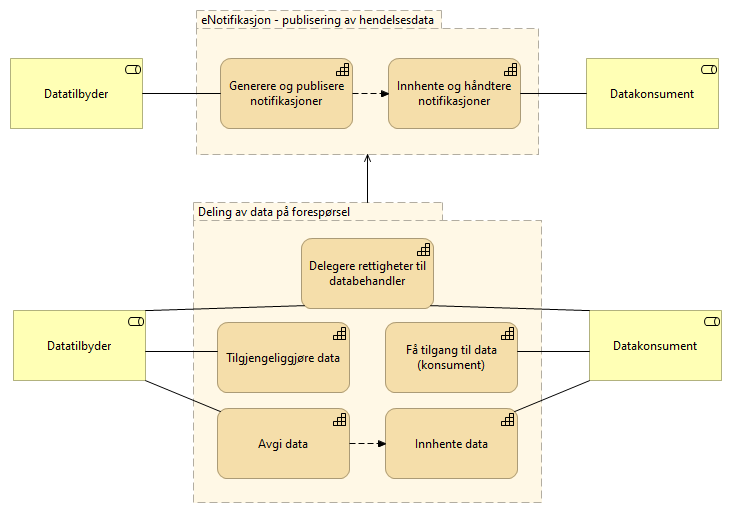 eNotifikasjon - publisering av hendelsesdata
Datatilbyder
Generere og publisere
notifikasjoner
Innhente og håndtere
notifikasjoner
Datakonsument
Deling av data på forespørsel
Delegere rettigheter til
databehandler
Datatilbyder
Tilgjengeliggjøre data
Få tilgang til data
(konsument)
Datakonsument
Avgi data
Innhente data